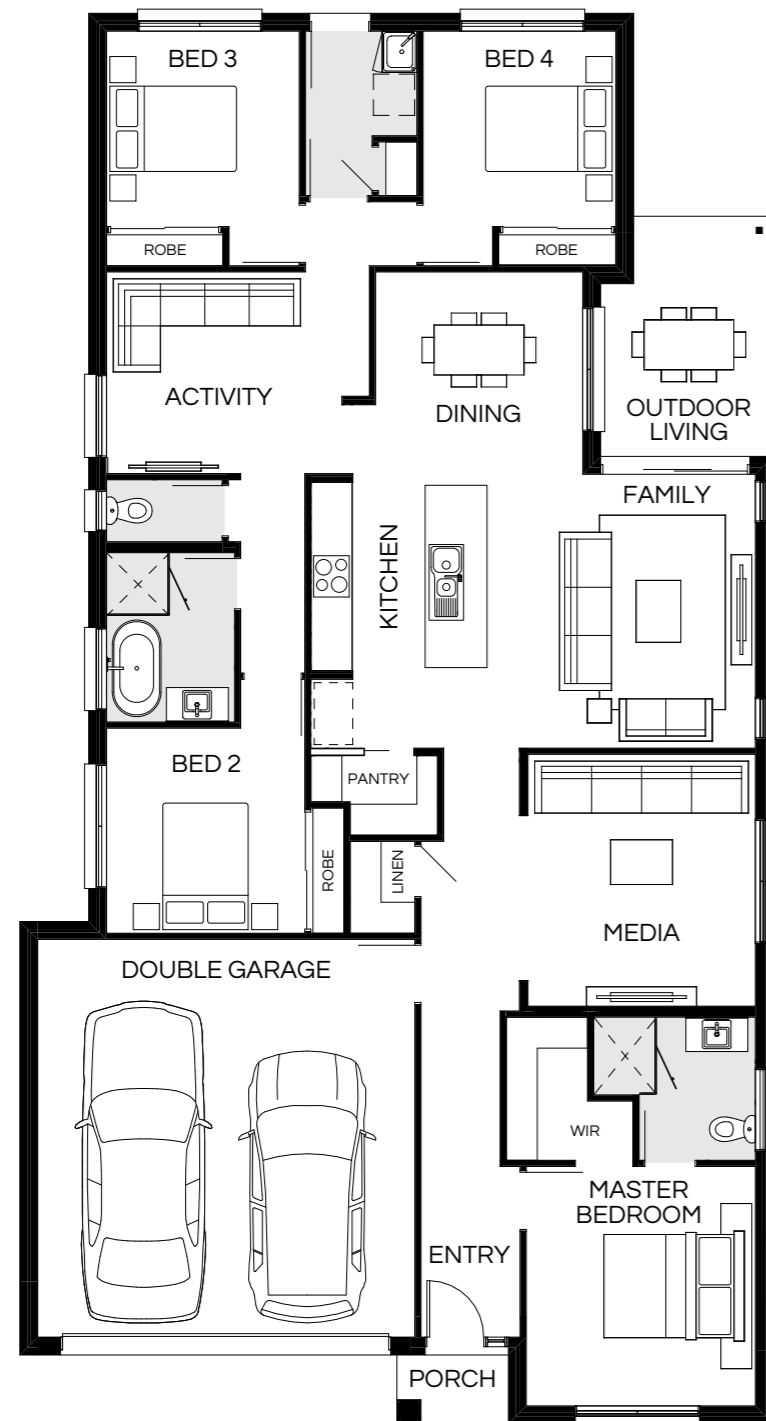 BED 3
BED 4
ROBE
ROBE
ACTIVITY
DINING
OUTDOOR
LIVING
FAMILY
KITCHEN
BED 2
PANTRY
ROBE
LINEN
MEDIA
DOUBLE GARAGE
WIR
MASTER
BEDROOM
ENTRY
PORCH